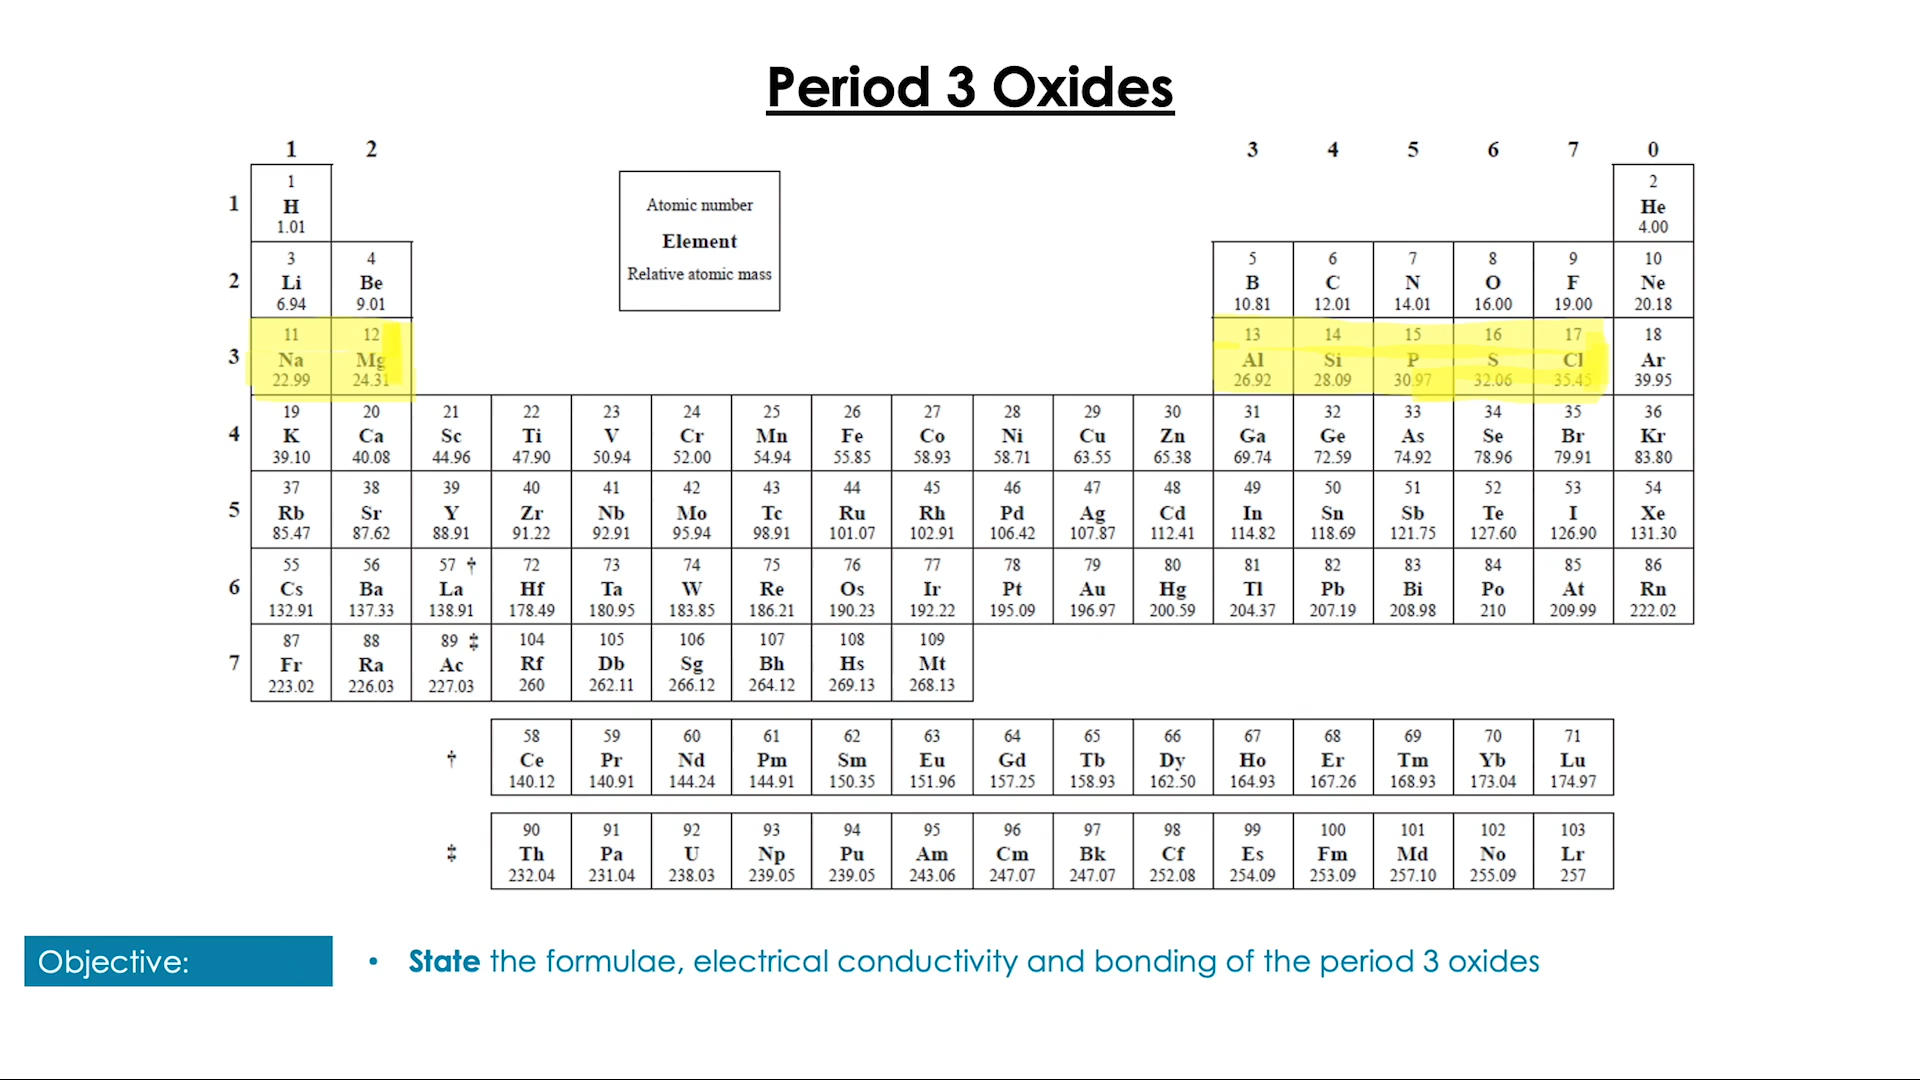 Period 3 Oxides
1 2 3 4 5 6 7 0
1 2
1 H He
1.01 4.00
Atomic number
Element
Relative atomic mass
3 4 5 6 7 8 9 10
2 Li Be B C N O F Ne
6.94 9.01 10.81 12.01 14.01 16.00 19.00 20.18
11 12 13 14 15 16 17 18
3 Na Mg Al Si P S Cl Ar
22.99 24.31 26.92 28.09 30.97 32.06 35.45 39.95
19 20 21 22 23 24 25 26 27 28 29 30 31 32 33 34 35 36
4 K Ca Sc Ti V Cr Mn Fe Co Ni Cu Zn Ga Ge As Se Br Kr
39.10 40.08 44.96 47.90 50.94 52.00 54.94 55.85 58.93 58.71 63.55 65.38 69.74 72.59 74.92 78.96 79.91 83.80
37 38 39 40 41 42 43 44 45 46 47 48 49 50 51 52 53 54
5 Rb Sr Y Zr Nb Mo Tc Ru Rh Pd Ag Cd In Sn Sb Te I Xe
85.47 87.62 88.91 91.22 92.91 95.94 98.91 101.07 102.91 106.42 107.87 112.41 114.82 118.69 121.75 127.60 126.90 131.30
55 56 57 † 72 73 74 75 76 77 78 79 80 81 82 83 84 85 86
6 Cs Ba La Hf Ta W Re Os Ir Pt Au Hg Tl Pb Bi Po At Rn
132.91 137.33 138.91 178.49 180.95 183.85 186.21 190.23 192.22 195.09 196.97 200.59 204.37 207.19 208.98 210 209.99 222.02
87 88 89 ‡ 104 105 106 107 108 109
7 Fr Ra Ac Rf Db Sg Bh Hs Mt
223.02 226.03 227.03 260 262.11 266.12 264.12 269.13 268.13
58 59 60 61 62 63 64 65 66 67 68 69 70 71
† Ce Pr Nd Pm Sm Eu Gd Tb Dy Ho Er Tm Yb Lu
140.12 140.91 144.24 144.91 150.35 151.96 157.25 158.93 162.50 164.93 167.26 168.93 173.04 174.97
90 91 92 93 94 95 96 97 98 99 100 101 102 103
‡ Th Pa U Np Pu Am Cm Bk Cf Es Fm Md No Lr
232.04 231.04 238.03 239.05 239.05 243.06 247.07 247.07 252.08 254.09 253.09 257.10 255.09 257
Objective:
• State the formulae, electrical conductivity and bonding of the period 3 oxides